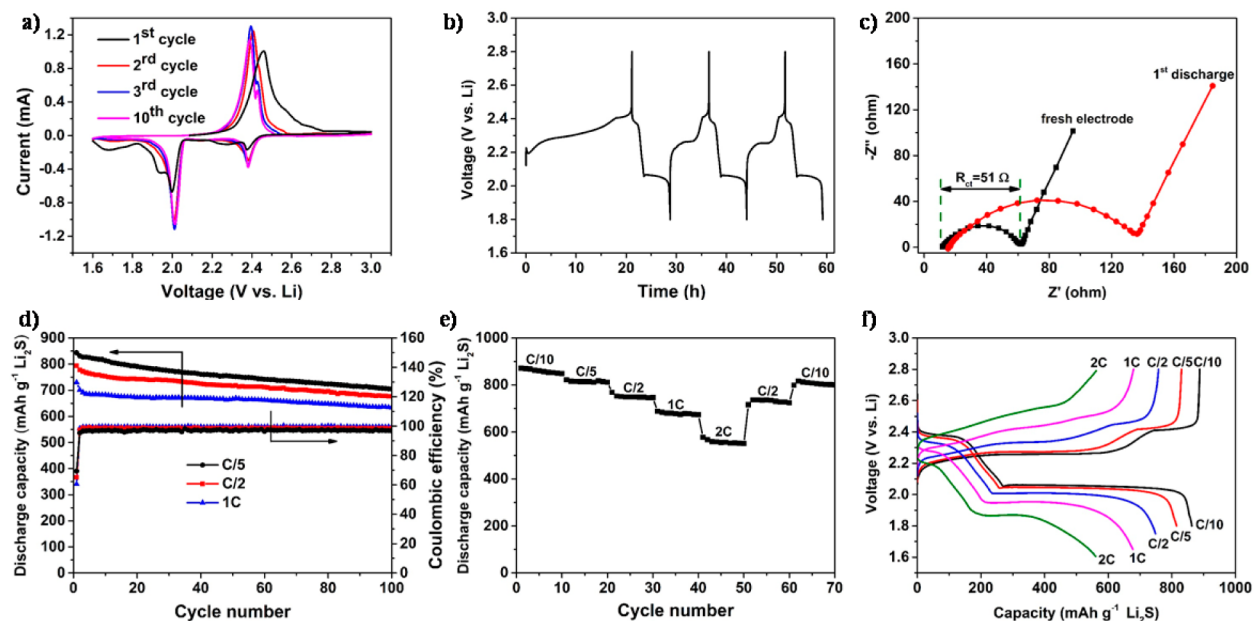 a)
1st cycle
2rd cycle
3rd cycle
10th cycle
Current (mA)
1.2
0.8
0.4
0.0
-0.4
-0.8
-1.2
1.6 1.8 2.0 2.2 2.4 2.6 2.8 3.0
Voltage (V vs. Li)
b)
Voltage (V vs. Li)
3.2
2.8
2.4
2.0
1.6
0 10 20 30 40 50 60
Time (h)
c)
-Z" (ohm)
200
160
120
80
40
0
1st discharge
fresh electrode
Rct=51 Ω
0 40 80 120 160 200
Z' (ohm)
d)
Discharge capacity (mAh g-1 Li2S)
900
850
800
750
700
650
600
550
500
450
400
350
300
0
C/5
C/2
1C
160
140
120
100
80
60
40
20
0
Coulombic efficiency (%)
0 20 40 60 80 100
Cycle number
e)
Discharge capacity (mAh g-1 Li2S)
1000
800
600
400
200
0
C/10
C/5
C/2
1C
2C
C/2
C/10
0 10 20 30 40 50 60 70
Cycle number
f)
Voltage (V vs. Li)
3.0
2.8
2.6
2.4
2.2
2.0
1.8
1.6
2C 1C C/2 C/5 C/10
2C 1C C/2 C/5 C/10
0 200 400 600 800 1000
Capacity (mAh g-1 Li2S)